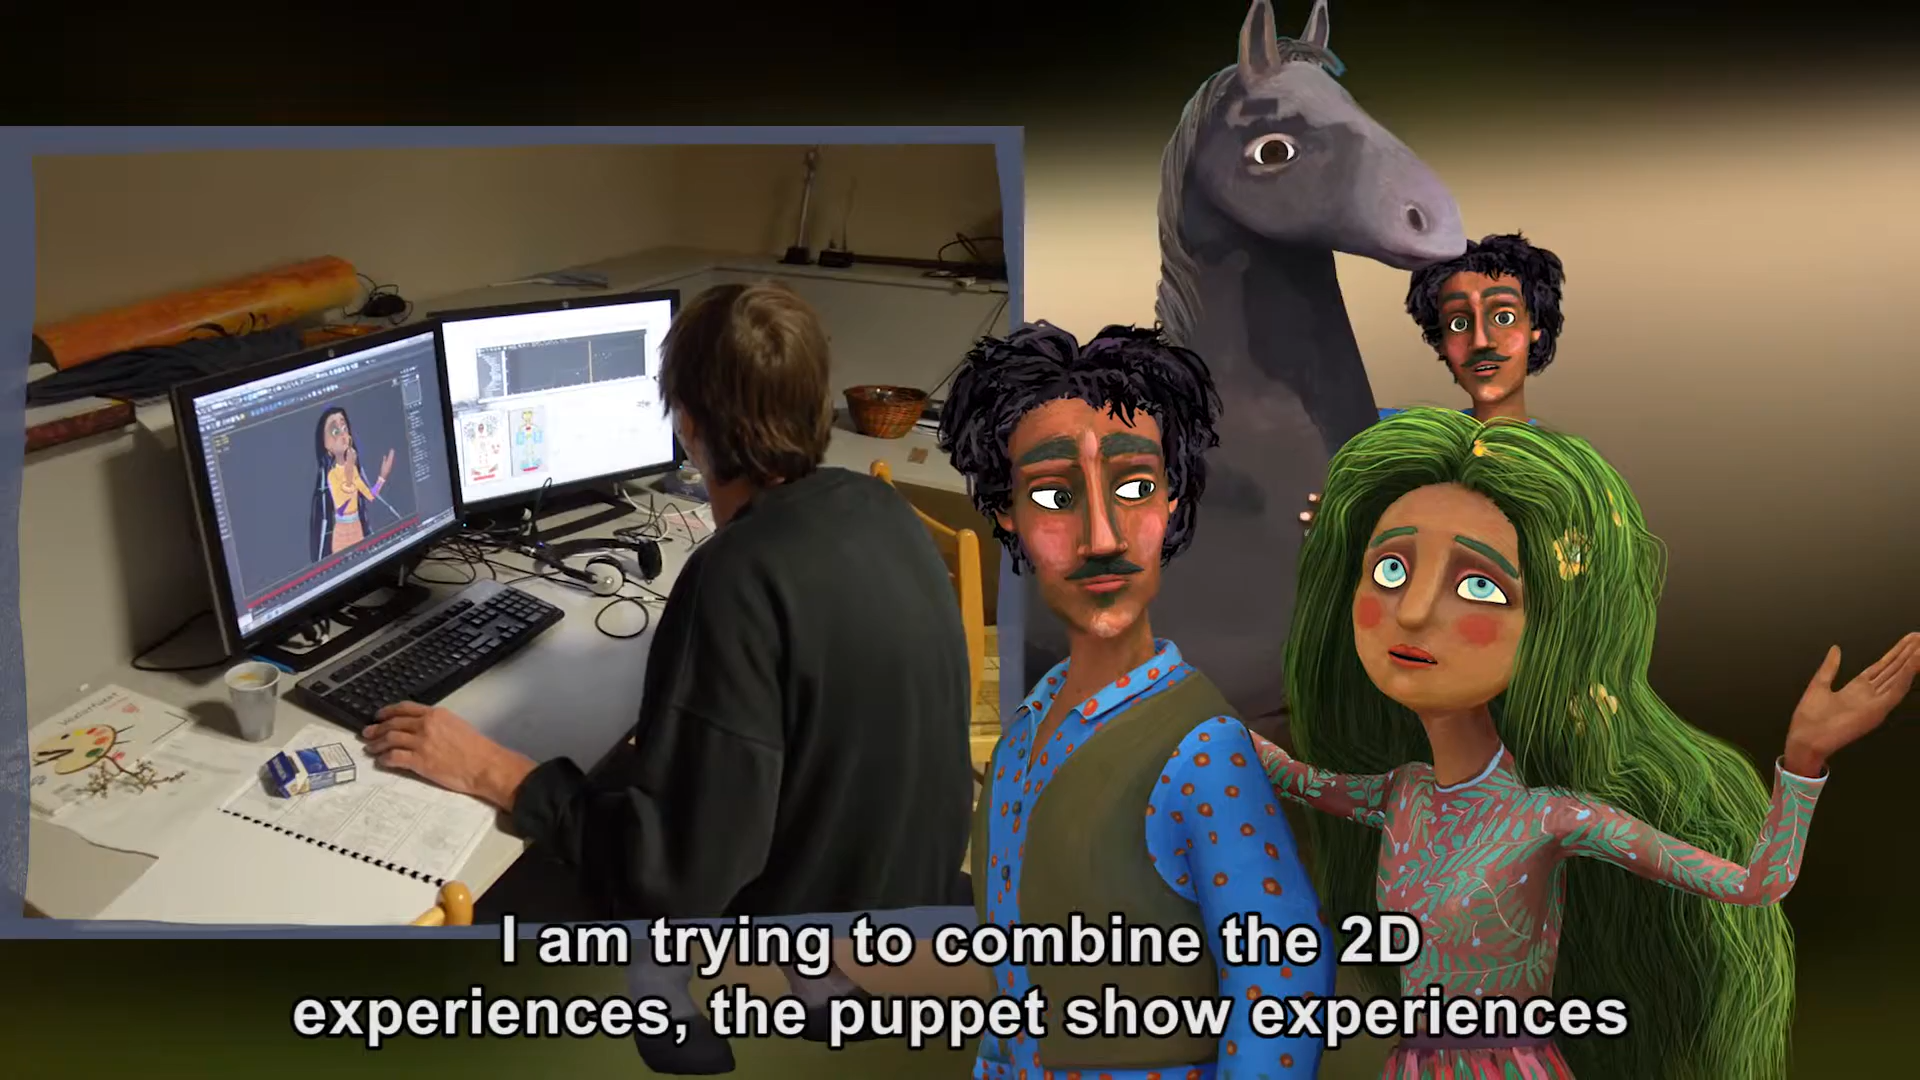 I am trying to combine the 2D
experiences, the puppet show experiences